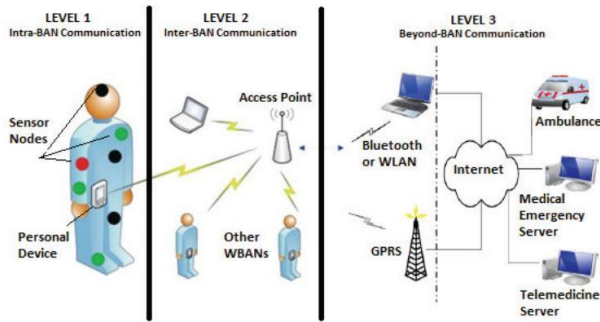 LEVEL 1
Intra-BAN Communication
LEVEL 2
Inter-BAN Communication
LEVEL 3
Beyond-BAN Communication
Sensor
Nodes
Personal
Device
Access Point
Other
WBANs
Bluetooth
or WLAN
GPRS
Internet
Ambulance
Medical
Emergency
Server
Telemedicine
Server